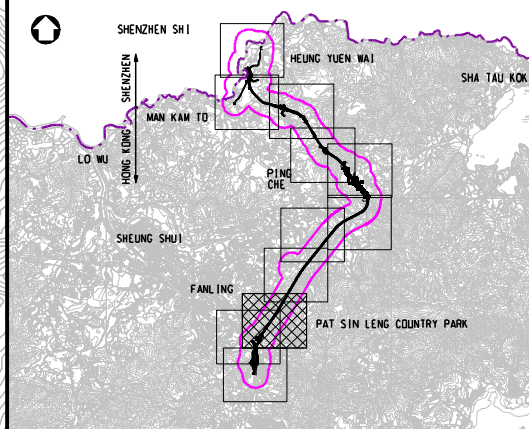 SHENZHEN SHI
HEUNG YUEN WAI
SHA TAU KOK
SHENZHEN
HONG KONG
MAN KAM TO
LO WU
PING
CHE
SHEUNG SHUI
FANLING
PAT SIN LENG COUNTRY PARK